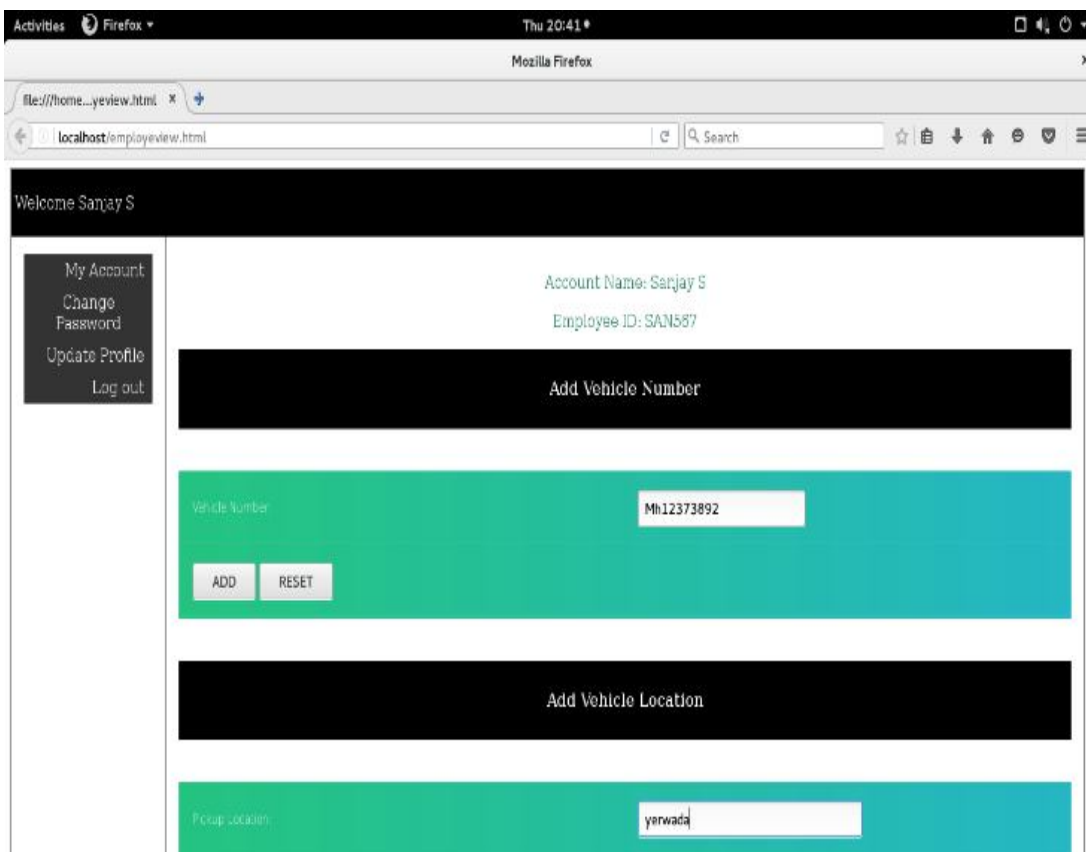 Activities Firefox
Thu 20:41
Mozilla Firefox
file:///home...yeview.html
localhost/employeview.html
Search
Welcome Sanjay S
My Account
Change
Password
Update Profile
Log out
Account Name: Sanjay S
Employee ID: SAN567
Add Vehicle Number
Vehicle Number
Mh12373892
ADD RESET
Add Vehicle Location
Pickup Location
yerwada